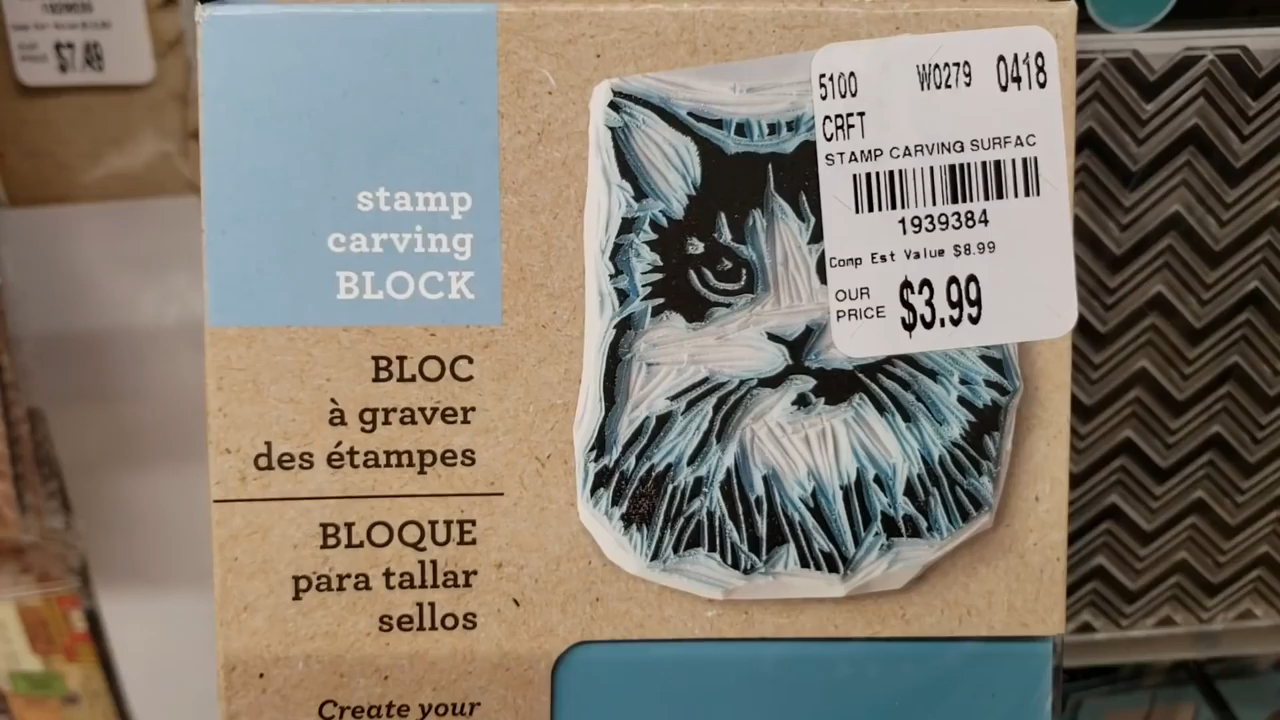 $7.49
stamp
carving
BLOCK
BLOC
à graver
des étampes
BLOQUE
para tallar
sellos
Create your
5100 W0279 0418
CRFT
STAMP CARVING SURFAC
1939384
Comp Est Value $8.99
OUR
PRICE $3.99